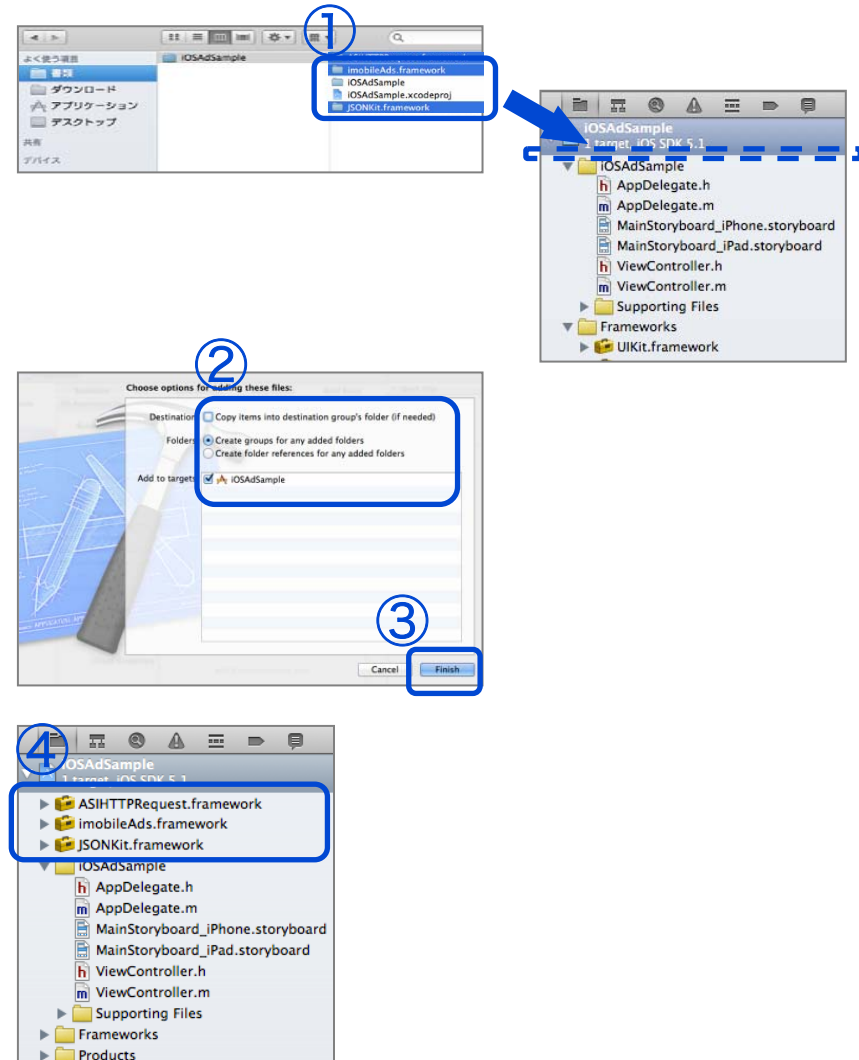 ①
よく使う項目
書類
ダウンロード
アプリケーション
デスクトップ
共有
デバイス
iOSAdSample
imobileAds.framework
iOSAdSample
iOSAdSample.xcodeproj
JSONKit.framework
iOSAdSample
1 target, iOS SDK 5.1
iOSAdSample
AppDelegate.h
AppDelegate.m
MainStoryboard_iPhone.storyboard
MainStoryboard_iPad.storyboard
ViewController.h
ViewController.m
Supporting Files
Frameworks
UIKit.framework
②
Choose options for adding these files:
Destination Copy items into destination group's folder (if needed)
Folders Create groups for any added folders
Create folder references for any added folders
Add to targets iOSAdSample
③
Cancel Finish
④
iOSAdSample
1 target, iOS SDK 5.1
ASIHTTPRequest.framework
imobileAds.framework
JSONKit.framework
iOSAdSample
AppDelegate.h
AppDelegate.m
MainStoryboard_iPhone.storyboard
MainStoryboard_iPad.storyboard
ViewController.h
ViewController.m
Supporting Files
Frameworks
Products